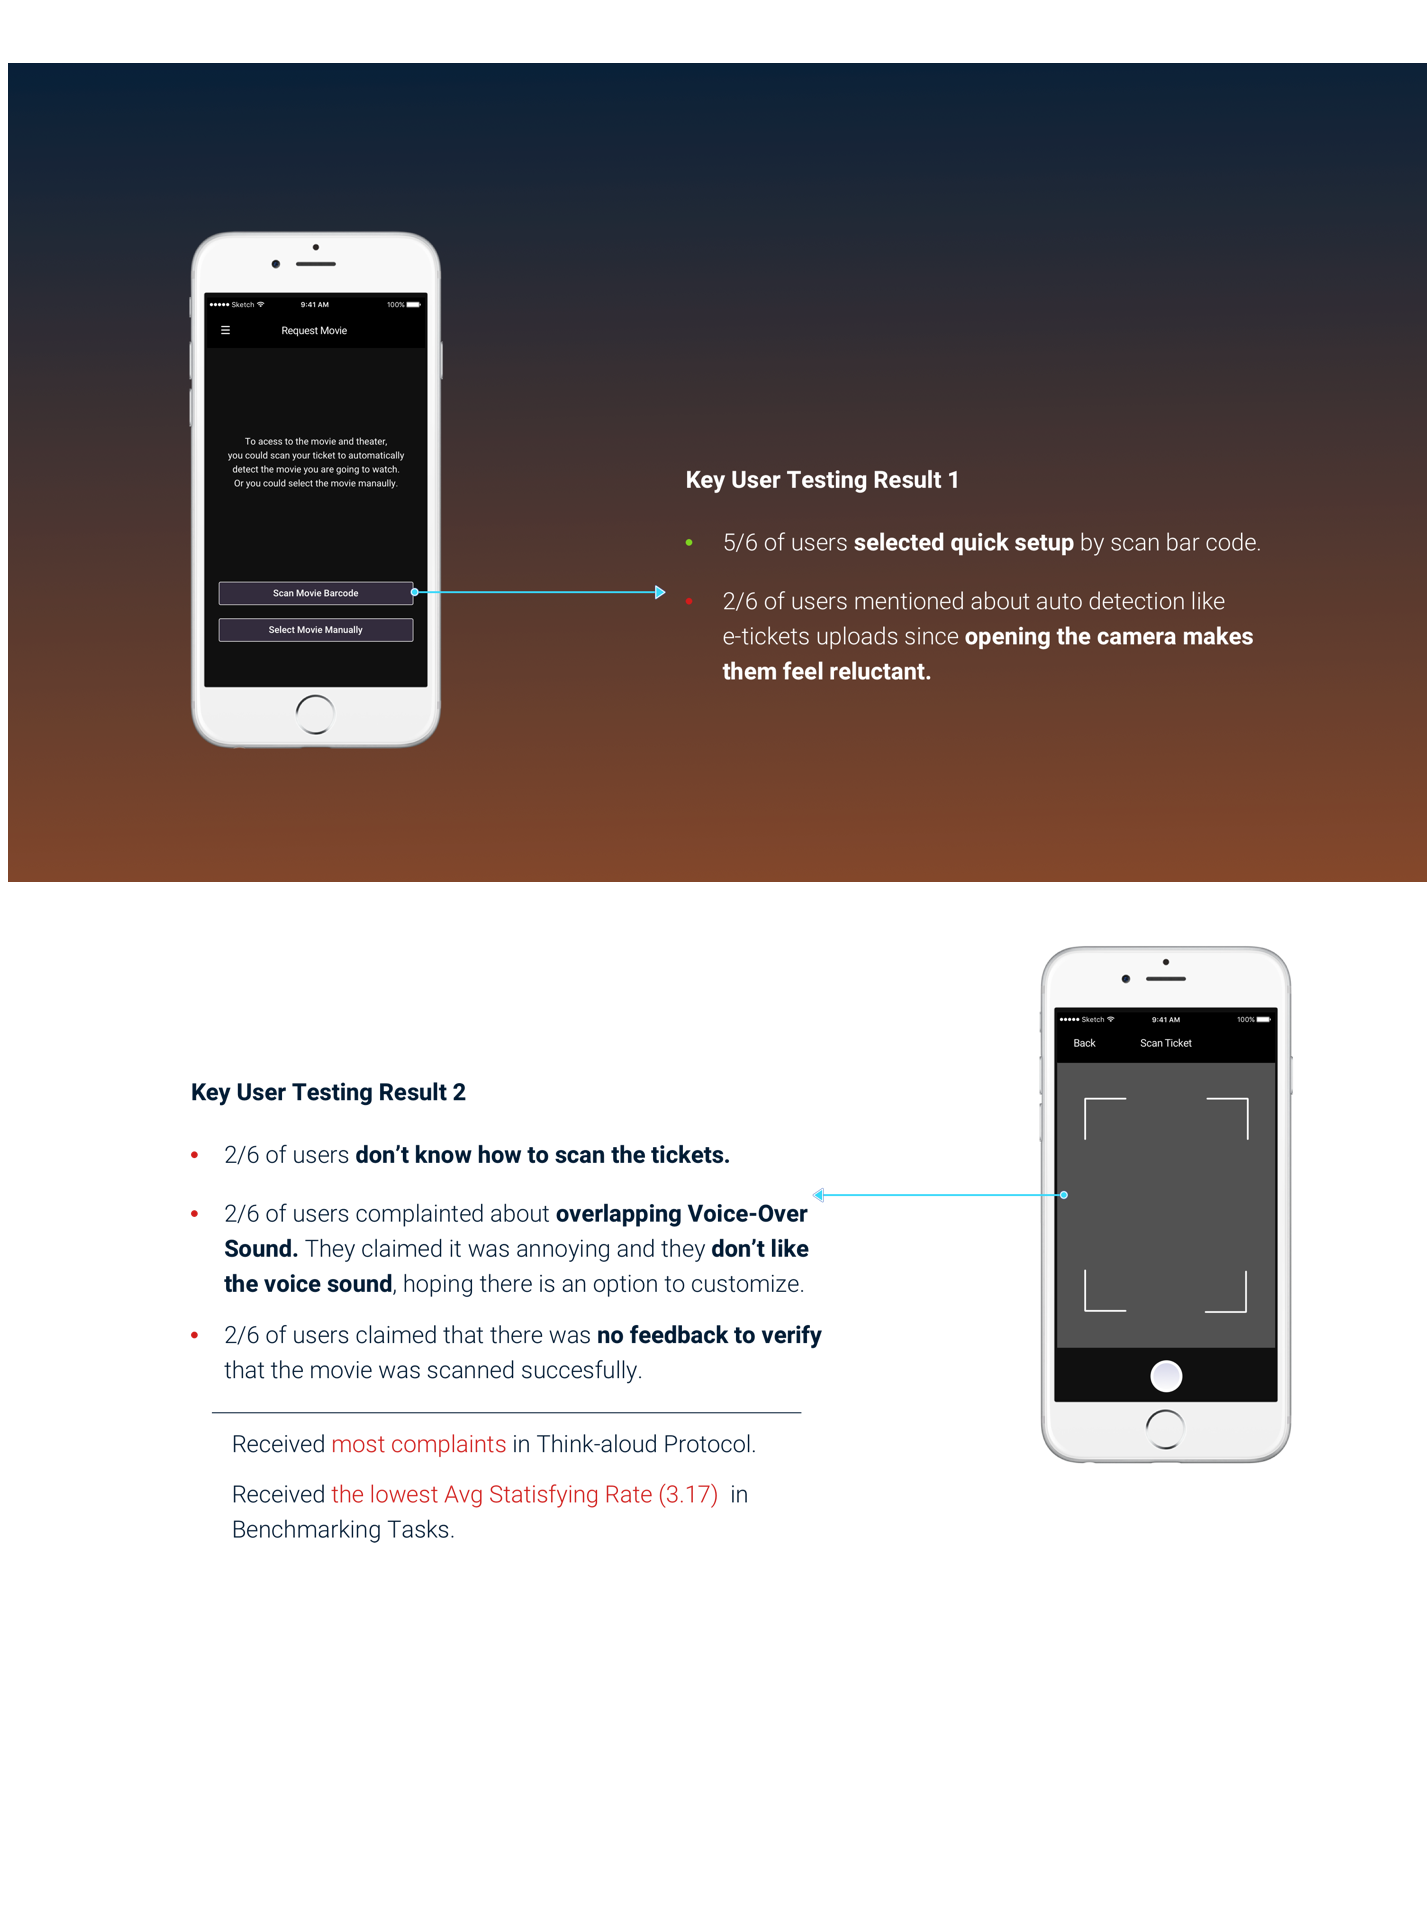 Sketch 9:41 AM 100%
Request Movie
To acess to the movie and theater,
you could scan your ticket to automatically
detect the movie you are going to watch.
Or you could select the movie manaully.
Scan Movie Barcode
Select Movie Manually
Key User Testing Result 1
5/6 of users selected quick setup by scan bar code.
2/6 of users mentioned about auto detection like
e-tickets uploads since opening the camera makes
them feel reluctant.
Sketch 9:41 AM 100%
Back Scan Ticket
Key User Testing Result 2
2/6 of users don’t know how to scan the tickets.
2/6 of users complainted about overlapping Voice-Over
Sound. They claimed it was annoying and they don’t like
the voice sound, hoping there is an option to customize.
2/6 of users claimed that there was no feedback to verify
that the movie was scanned succesfully.
Received most complaints in Think-aloud Protocol.
Received the lowest Avg Statisfying Rate (3.17) in
Benchmarking Tasks.